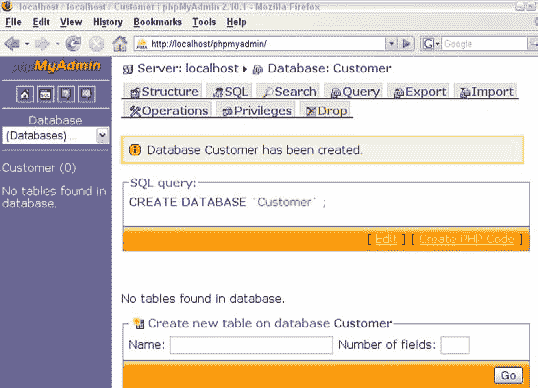 localhost / localhost / Customer | phpMyAdmin 2.10.1 - Mozilla Firefox
File Edit View History Bookmarks Tools Help
http://localhost/phpmyadmin/
Google
phpMyAdmin
Database
(Databases) ...
Customer (0)
No tables found in
database.
Server: localhost Database: Customer
Structure SQL Search Query Export Import
Operations Privileges Drop
Database Customer has been created.
SQL query:
CREATE DATABASE `Customer` ;
[ Edit ] [ Create PHP Code ]
No tables found in database.
Create new table on database Customer
Name: Number of fields:
Go